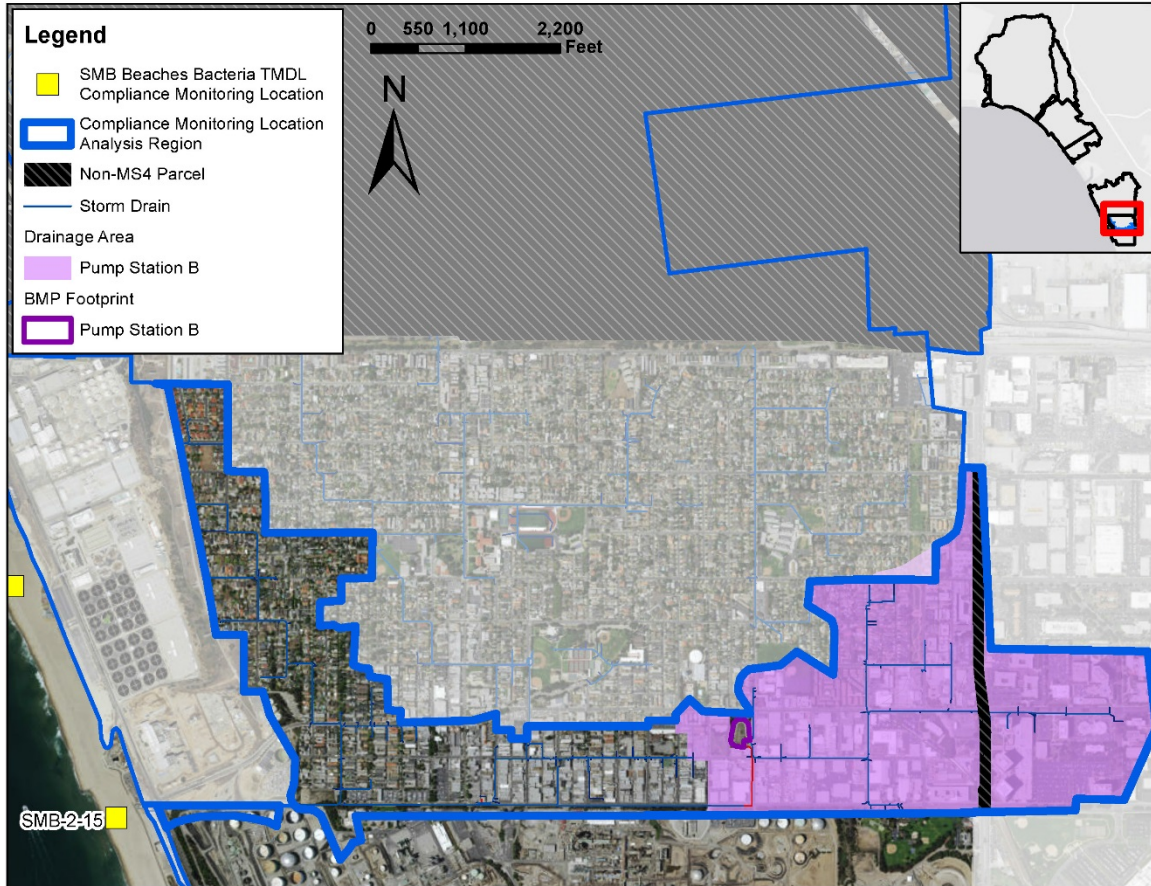 Legend
SMB Beaches Bacteria TMDL
Compliance Monitoring Location
Compliance Monitoring Location
Analysis Region
Non-MS4 Parcel
Storm Drain
Drainage Area
Pump Station B
BMP Footprint
Pump Station B
0 550 1,100 2,200
Feet
N
SMB-2-15